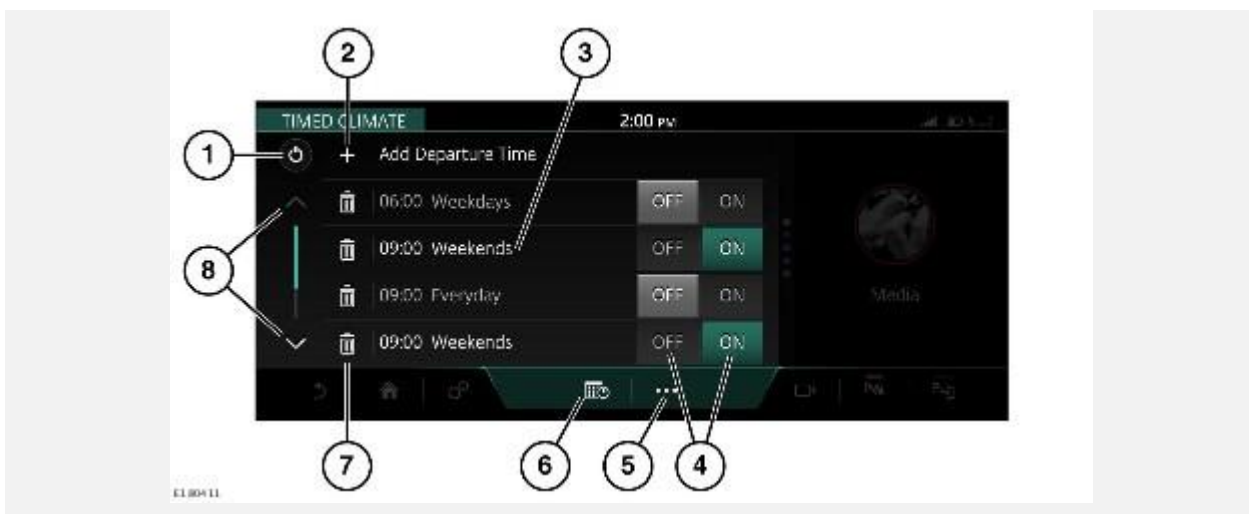 2
3
TIMED CLIMATE
2:00 PM
1
+ Add Departure Time
06:00 Weekdays OFF ON
8
09:00 Weekends OFF ON
09:00 Everyday OFF ON
Media
09:00 Weekends OFF ON
7
6
5
4
E180411